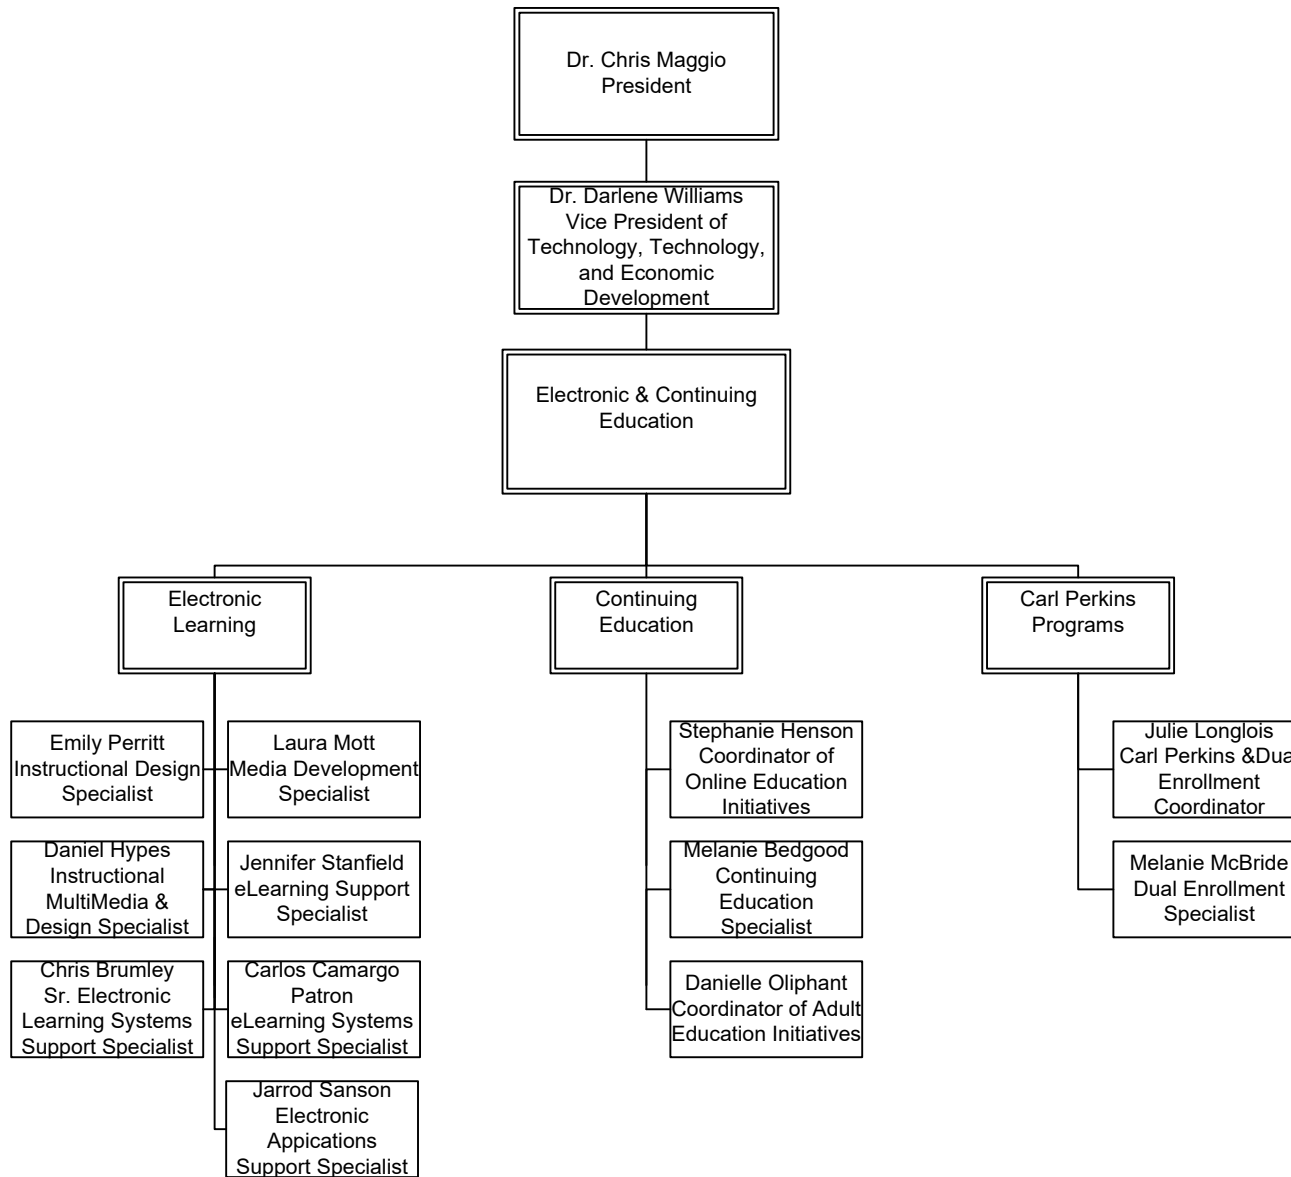 Dr. Chris Maggio
President
Dr. Darlene Williams
Vice President of
Technology, Technology,
and Economic
Development
Electronic & Continuing
Education
Electronic
Learning
Continuing
Education
Carl Perkins
Programs
Emily Perritt
Instructional Design
Specialist
Laura Mott
Media Development
Specialist
Daniel Hypes
Instructional
MultiMedia &
Design Specialist
Jennifer Stanfield
eLearning Support
Specialist
Chris Brumley
Sr. Electronic
Learning Systems
Support Specialist
Carlos Camargo
Patron
eLearning Systems
Support Specialist
Jarrod Sanson
Electronic
Appications
Support Specialist
Stephanie Henson
Coordinator of
Online Education
Initiatives
Melanie Bedgood
Continuing
Education
Specialist
Danielle Oliphant
Coordinator of Adult
Education Initiatives
Julie Longlois
Carl Perkins &Dua
Enrollment
Coordinator
Melanie McBride
Dual Enrollment
Specialist